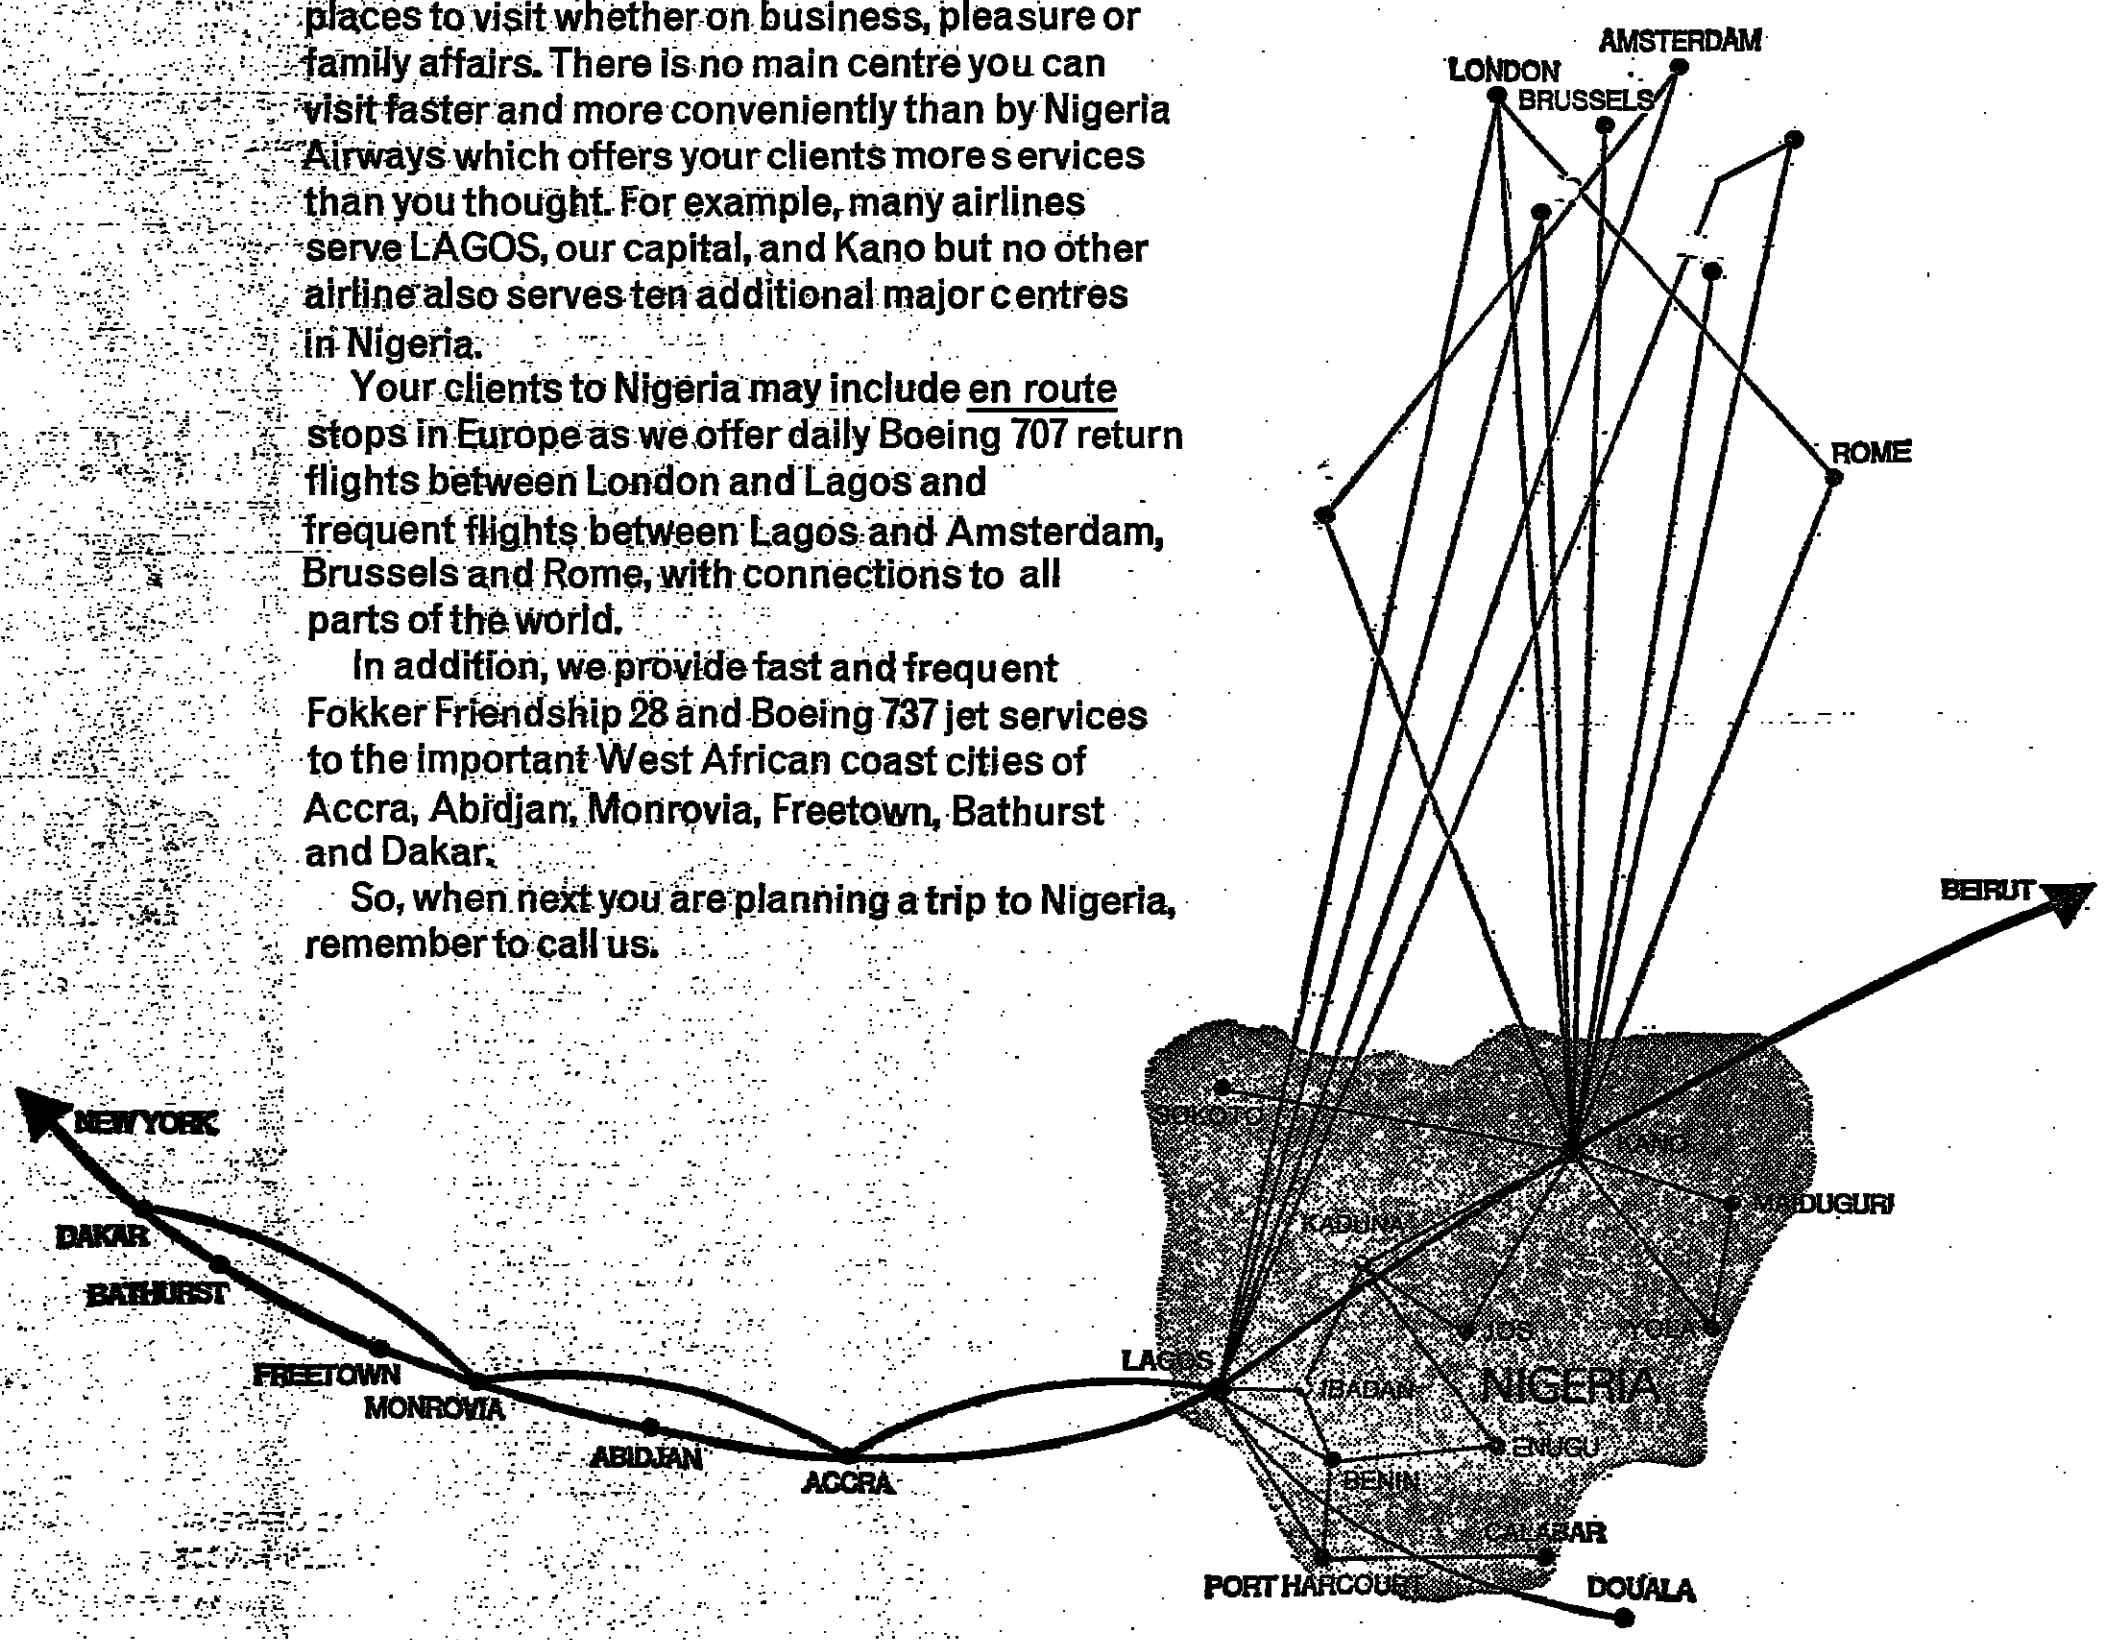 places to visit whether on business, pleasure or
family affairs. There is no main centre you can
visit faster and more conveniently than by Nigeria
Airways which offers your clients more services
than you thought. For example, many airlines
serve LAGOS, our capital, and Kano but no other
airline also serves ten additional major centres
in Nigeria.
Your clients to Nigeria may include en route
stops in Europe as we offer daily Boeing 707 return
flights between London and Lagos and
frequent flights between Lagos and Amsterdam,
Brussels and Rome, with connections to all
parts of the world.
In addition, we provide fast and frequent
Fokker Friendship 28 and Boeing 737 jet services
to the important West African coast cities of
Accra, Abidjan, Monrovia, Freetown, Bathurst
and Dakar.
So, when next you are planning a trip to Nigeria,
remember to call us.
AMSTERDAM
LONDON
BRUSSELS
ROME
BEIRUT
NEW YORK
DAKAR
BATHURST
FREETOWN
MONROVIA
ABIDJAN
ACCRA
SOKOTO
KANO
MAIDUGURI
KADUNA
JOS
YOLA
LAGOS
IBADAN
NIGERIA
ENUGU
BENIN
CALABAR
PORT HARCOURT
DOUALA